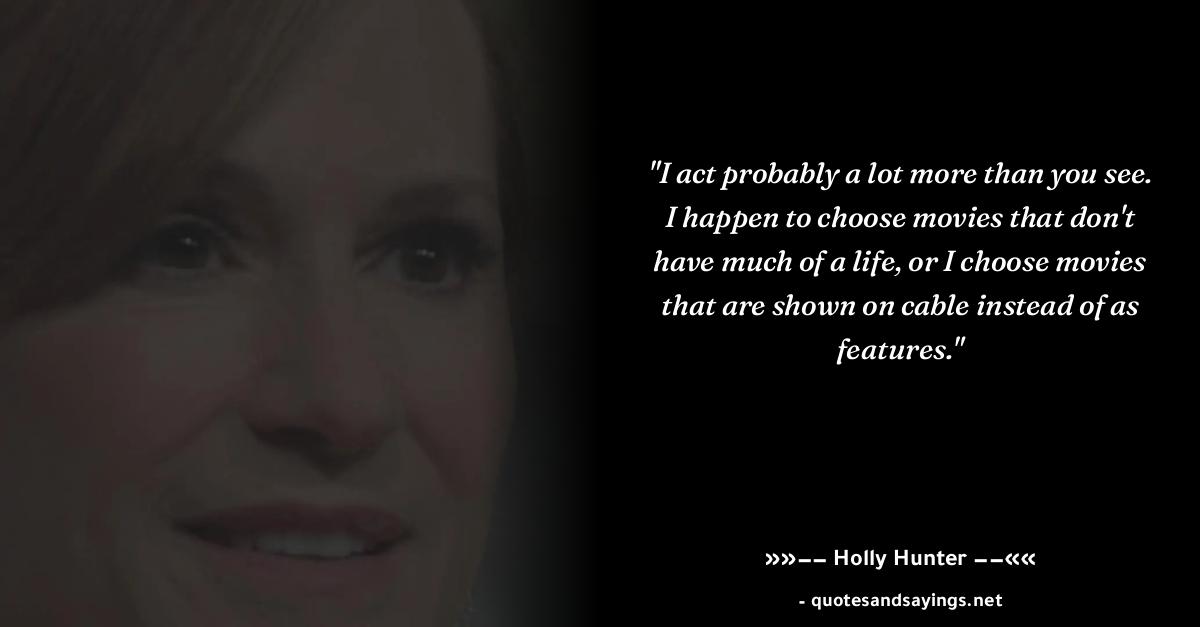 "I act probably a lot more than you see.
I happen to choose movies that don't
have much of a life, or I choose movies
that are shown on cable instead of as
features."
»»−− Holly Hunter −−««
- quotesandsayings.net